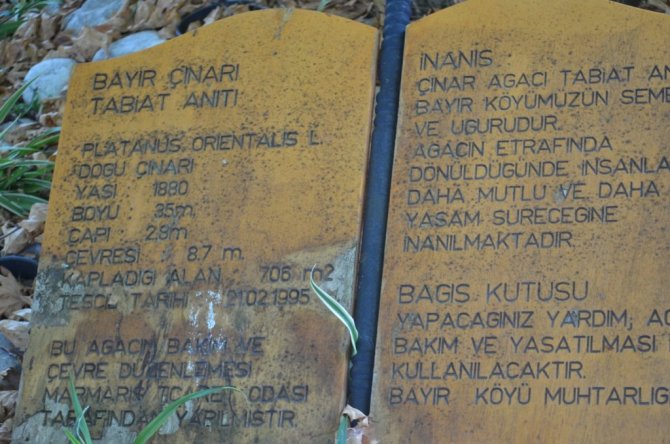 BAYIR ÇINARI
TABİAT ANITI
PLATANUS ORIENTALIS L.
DOĞU ÇINARI
YAŞI 1880
BOYU 35m.
ÇAPI 2,8m
ÇEVRESİ : 8.7 m.
KAPLADIĞI ALAN 706 m2
TESCİL TARİHİ 21.02.1995
BU AĞACIN BAKIM VE
ÇEVRE DÜZENLEMESİ
MARMARİS TİCARET ODASI
TARAFINDAN YAPILMIŞTIR.
İNANIŞ
ÇINAR AĞACI TABİAT
BAYIR KÖYÜMÜZÜN
VE UĞURUDUR.
AĞACIN ETRAFINDA
DÖNÜLDÜĞÜNDE
DAHA MUTLU VE DAHA
YAŞAM SÜRECEĞİNE
İNANILMAKTADIR.
BAĞIŞ KUTUSU
YAPACAĞINIZ YARDIM,
BAKIM VE YAŞATILMASI
KULLANILACAKTIR.
BAYIR KÖYÜ MUHTARLIĞI